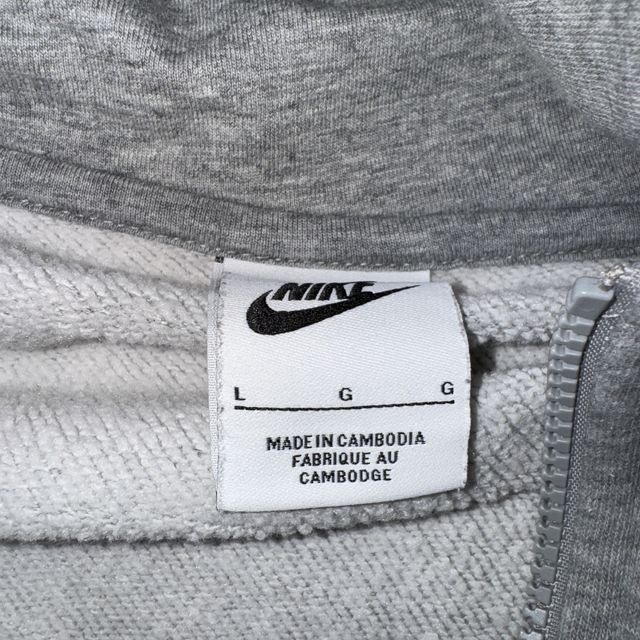 NIKE
L G G
MADE IN CAMBODIA
FABRIQUE AU
CAMBODGE